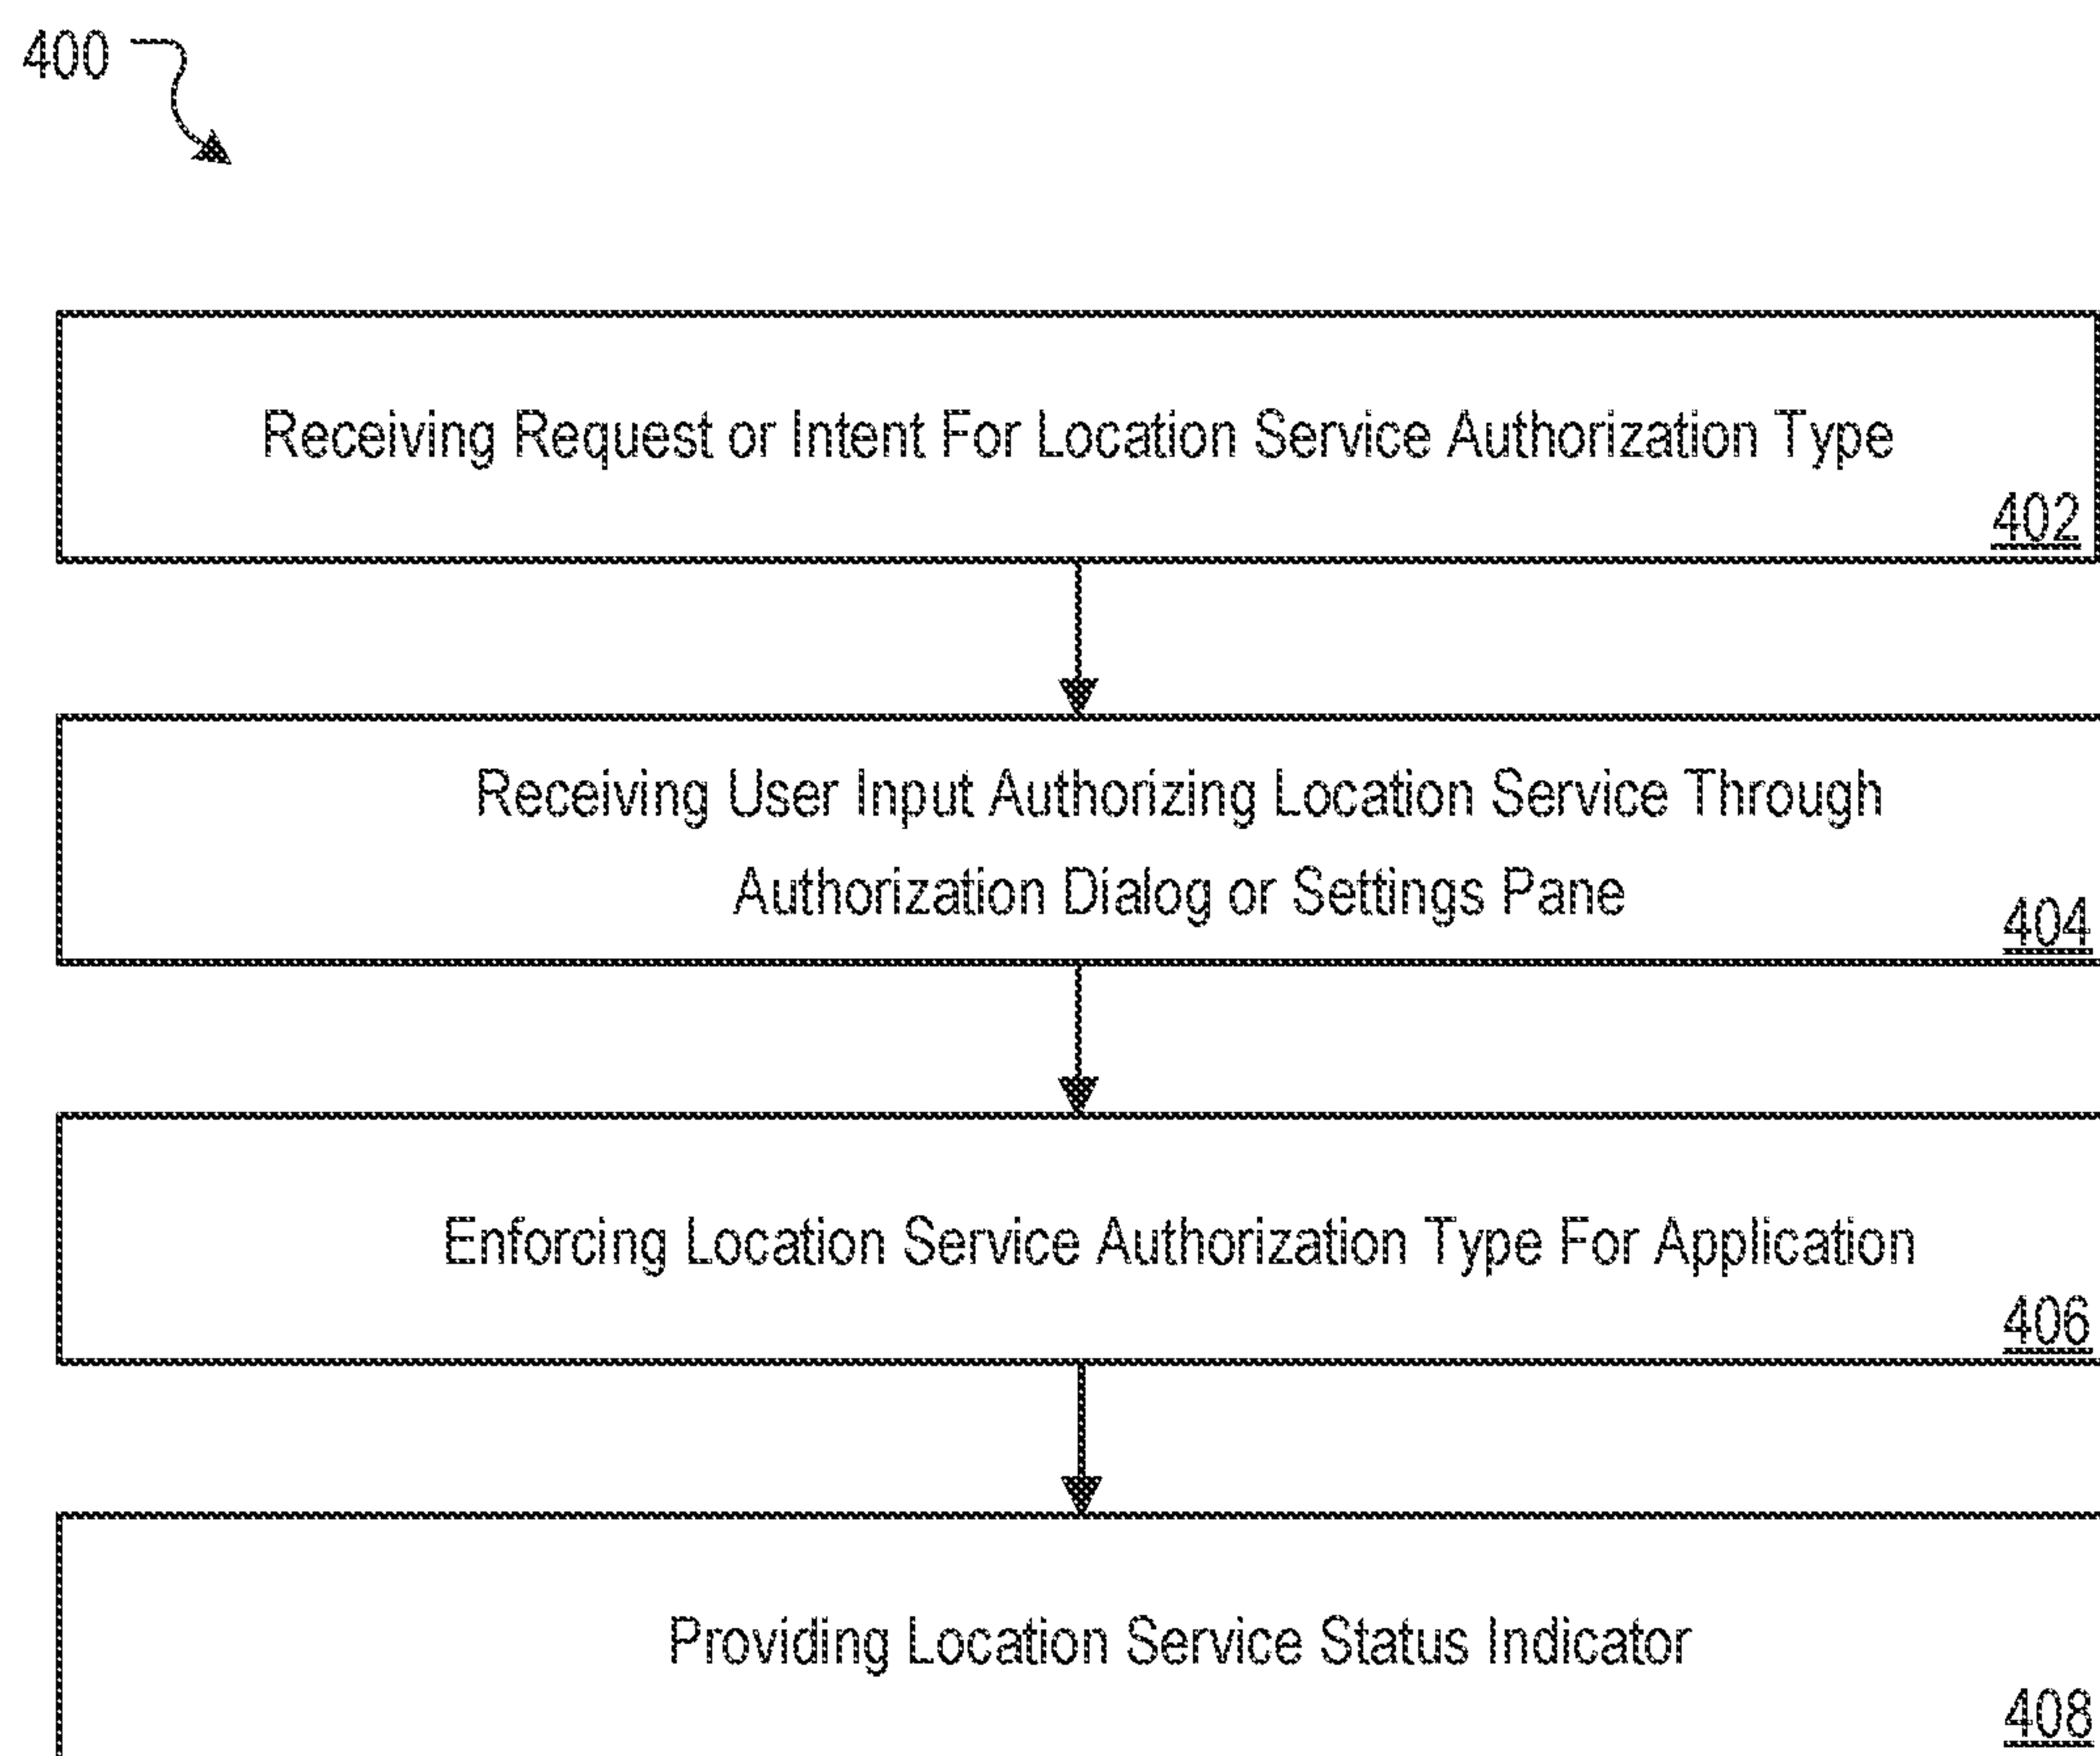 400
Receiving Request or Intent For Location Service Authorization Type
402
Receiving User Input Authorizing Location Service Through
Authorization Dialog or Settings Pane
404
Enforcing Location Service Authorization Type For Application
406
Providing Location Service Status Indicator
408